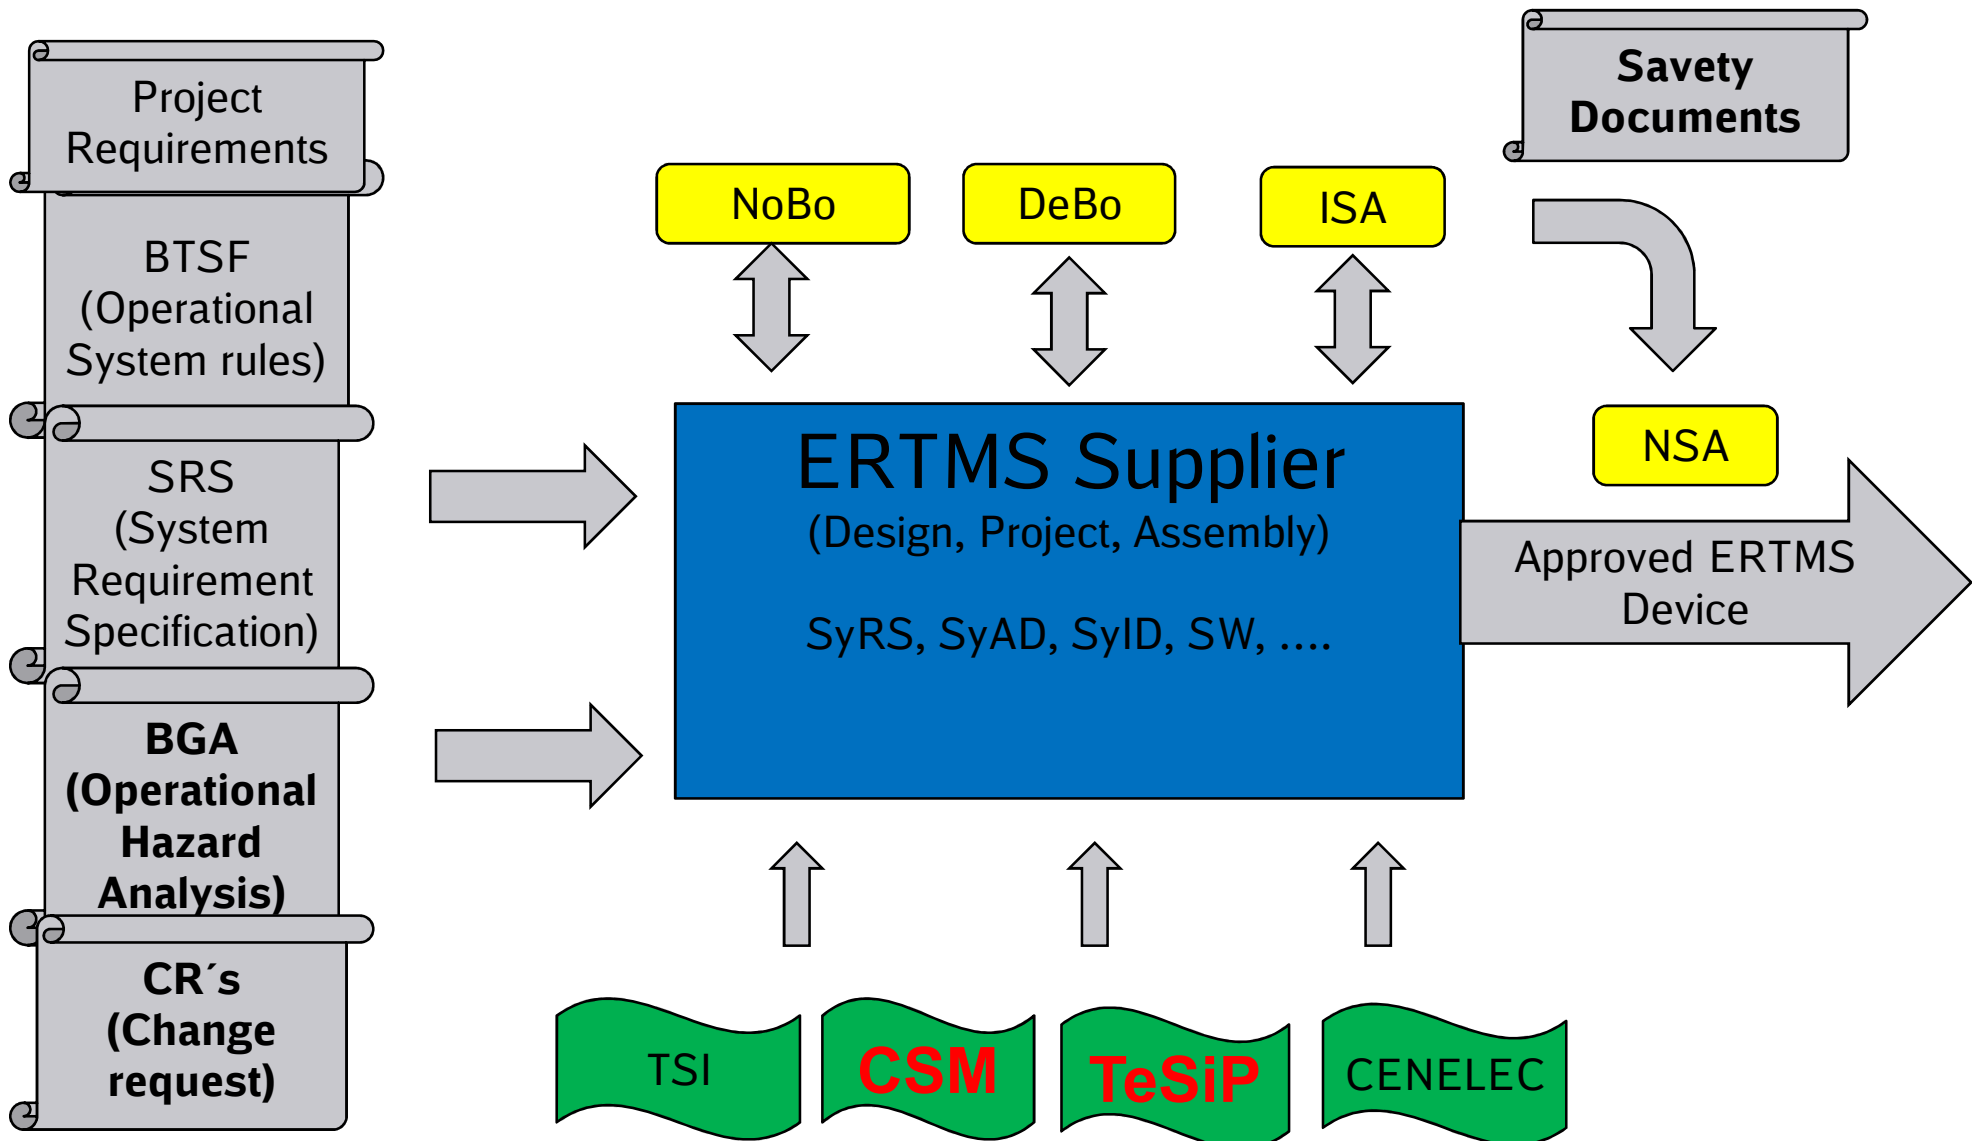 Project
Requirements
BTSF
(Operational
System rules)
SRS
(System
Requirement
Specification)
BGA
(Operational
Hazard
Analysis)
CR´s
(Change
request)
NoBo
DeBo
ISA
Savety
Documents
NSA
ERTMS Supplier
(Design, Project, Assembly)
SyRS, SyAD, SyID, SW, ....
Approved ERTMS
Device
TSI
CSM
TeSiP
CENELEC